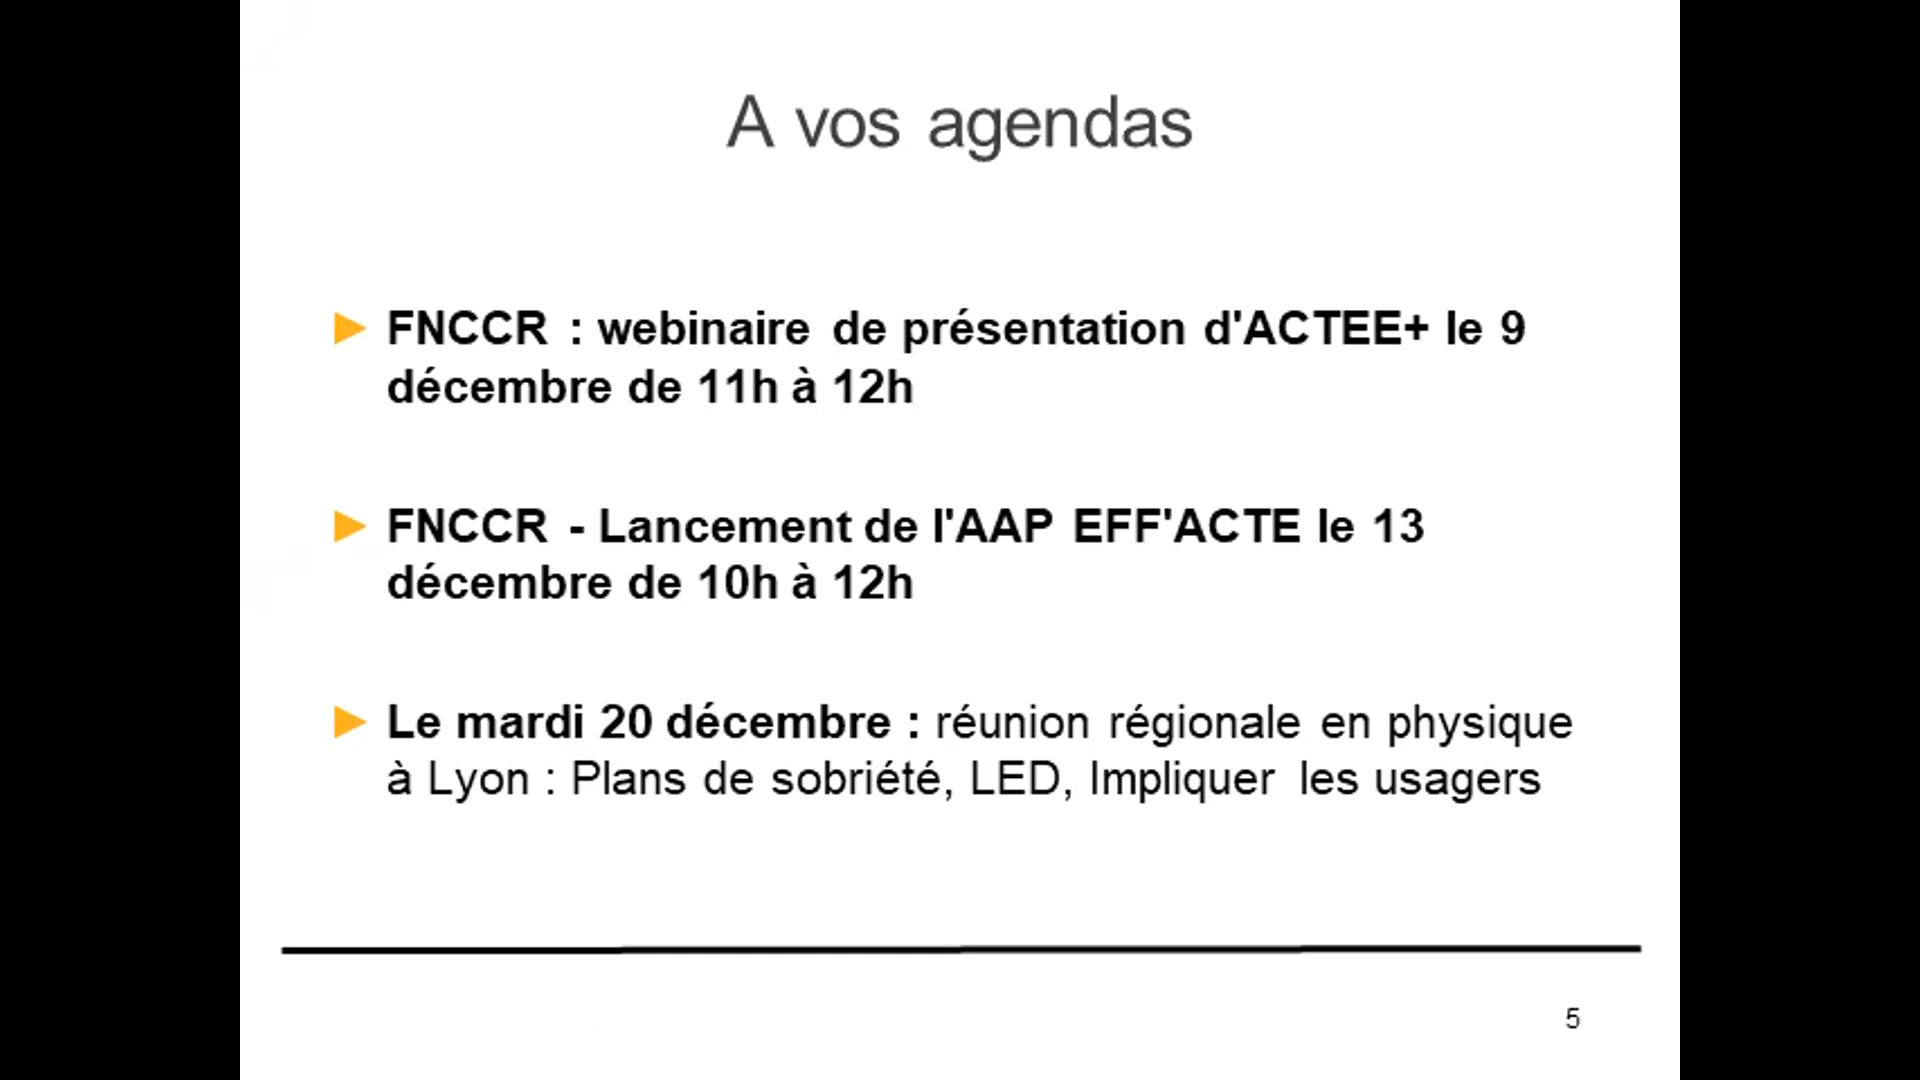 A vos agendas
FNCCR : webinaire de présentation d'ACTEE+ le 9
décembre de 11h à 12h
FNCCR - Lancement de l'AAP EFF'ACTE le 13
décembre de 10h à 12h
Le mardi 20 décembre : réunion régionale en physique
à Lyon : Plans de sobriété, LED, Impliquer les usagers
5